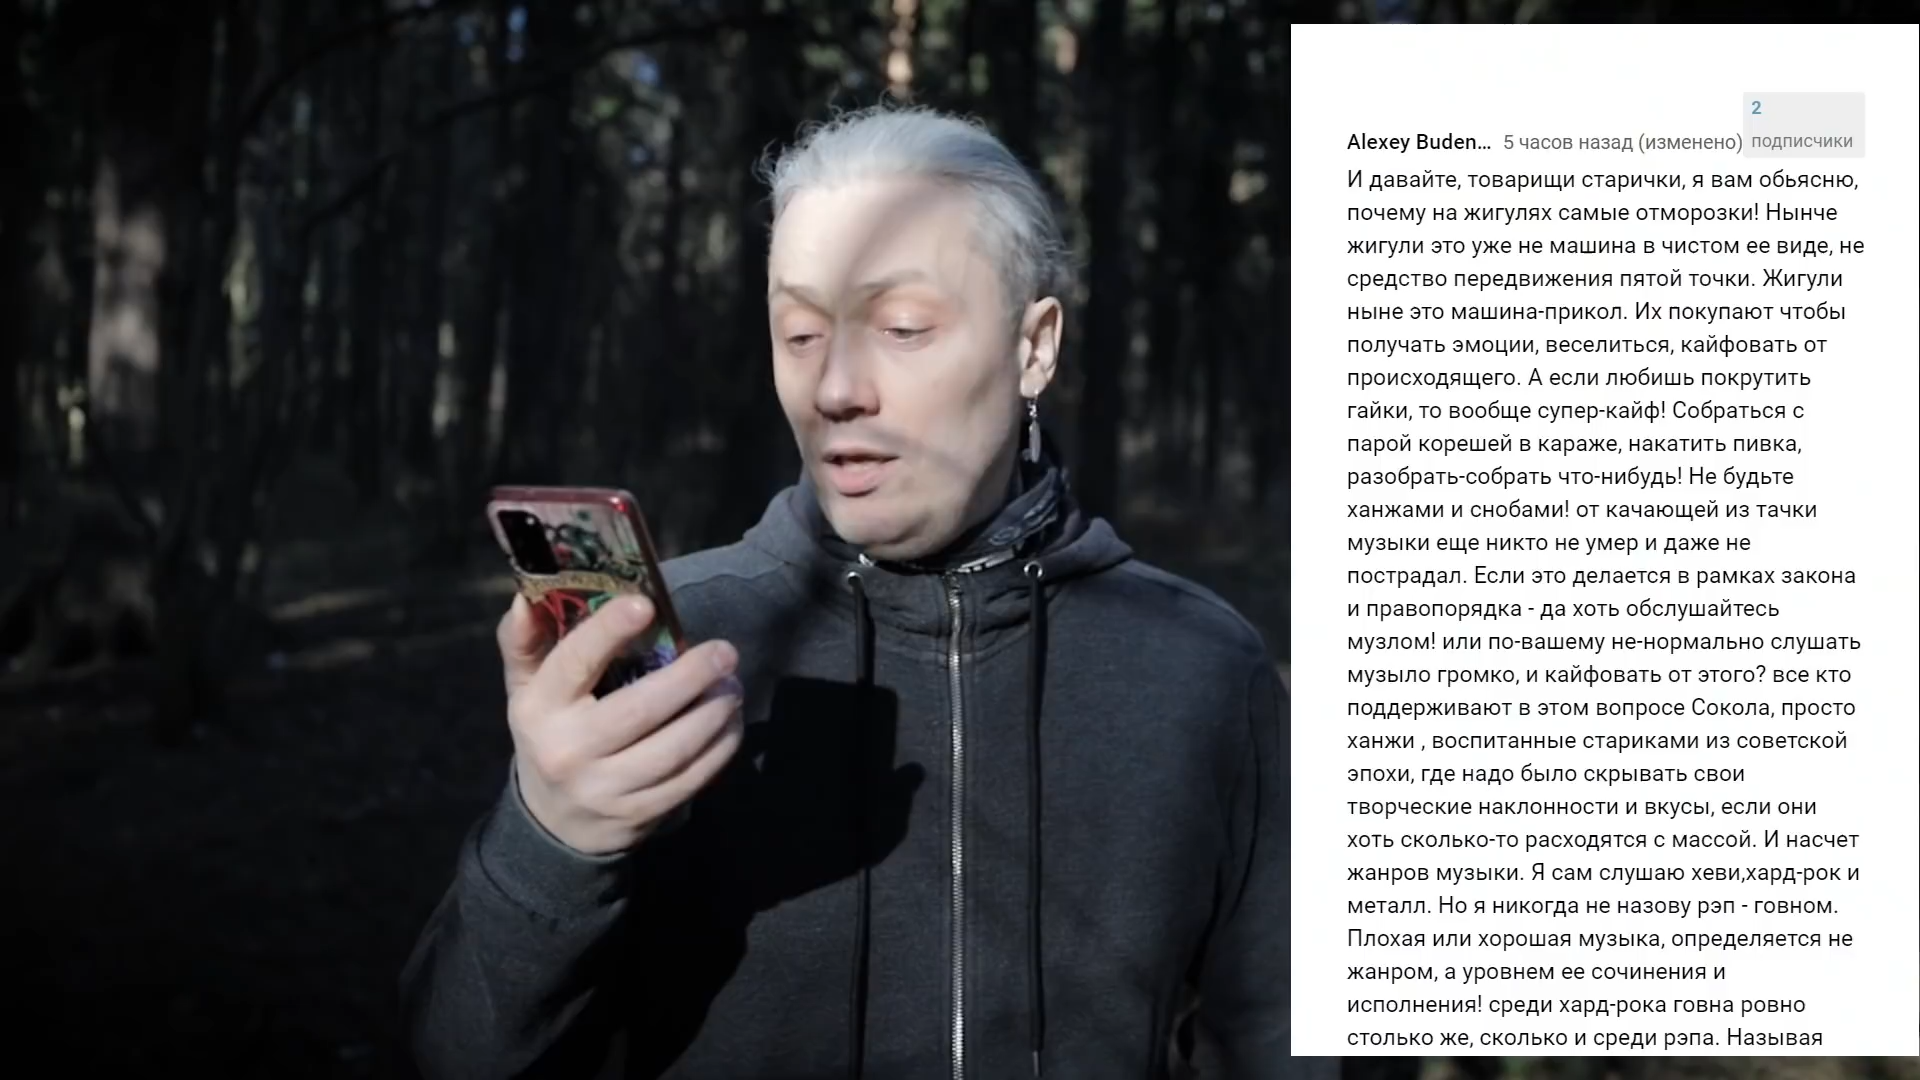 2
Alexey Buden... 5 часов назад (изменено) подписчики
И давайте, товарищи старички, я вам обьясню,
почему на жигулях самые отморозки! Нынче
жигули это уже не машина в чистом ее виде, не
средство передвижения пятой точки. Жигули
ныне это машина-прикол. Их покупают чтобы
получать эмоции, веселиться, кайфовать от
происходящего. А если любишь покрутить
гайки, то вообще супер-кайф! Собраться с
парой корешей в караже, накатить пивка,
разобрать-собрать что-нибудь! Не будьте
ханжами и снобами! от качающей из тачки
музыки еще никто не умер и даже не
пострадал. Если это делается в рамках закона
и правопорядка - да хоть обслушайтесь
музлом! или по-вашему не-нормально слушать
музыло громко, и кайфовать от этого? все кто
поддерживают в этом вопросе Сокола, просто
ханжи , воспитанные стариками из советской
эпохи, где надо было скрывать свои
творческие наклонности и вкусы, если они
хоть сколько-то расходятся с массой. И насчет
жанров музыки. Я сам слушаю хеви,хард-рок и
металл. Но я никогда не назову рэп - говном.
Плохая или хорошая музыка, определяется не
жанром, а уровнем ее сочинения и
исполнения! среди хард-рока говна ровно
столько же, сколько и среди рэпа. Называя